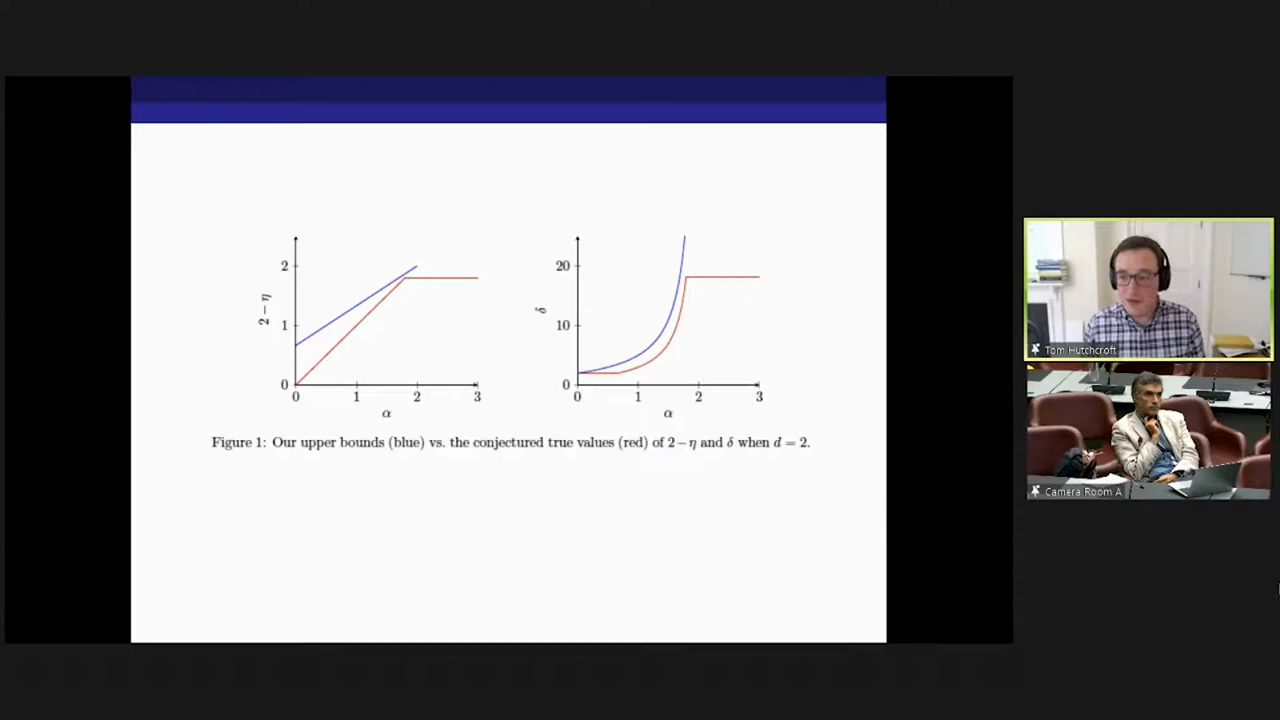 2
1
0
2 − η
0
1
2
3
α
20
10
0
δ
0
1
2
3
α
Figure 1: Our upper bounds (blue) vs. the conjectured true values (red) of 2 − η and δ when d = 2.
Tom Hutchcroft
Camera Room A